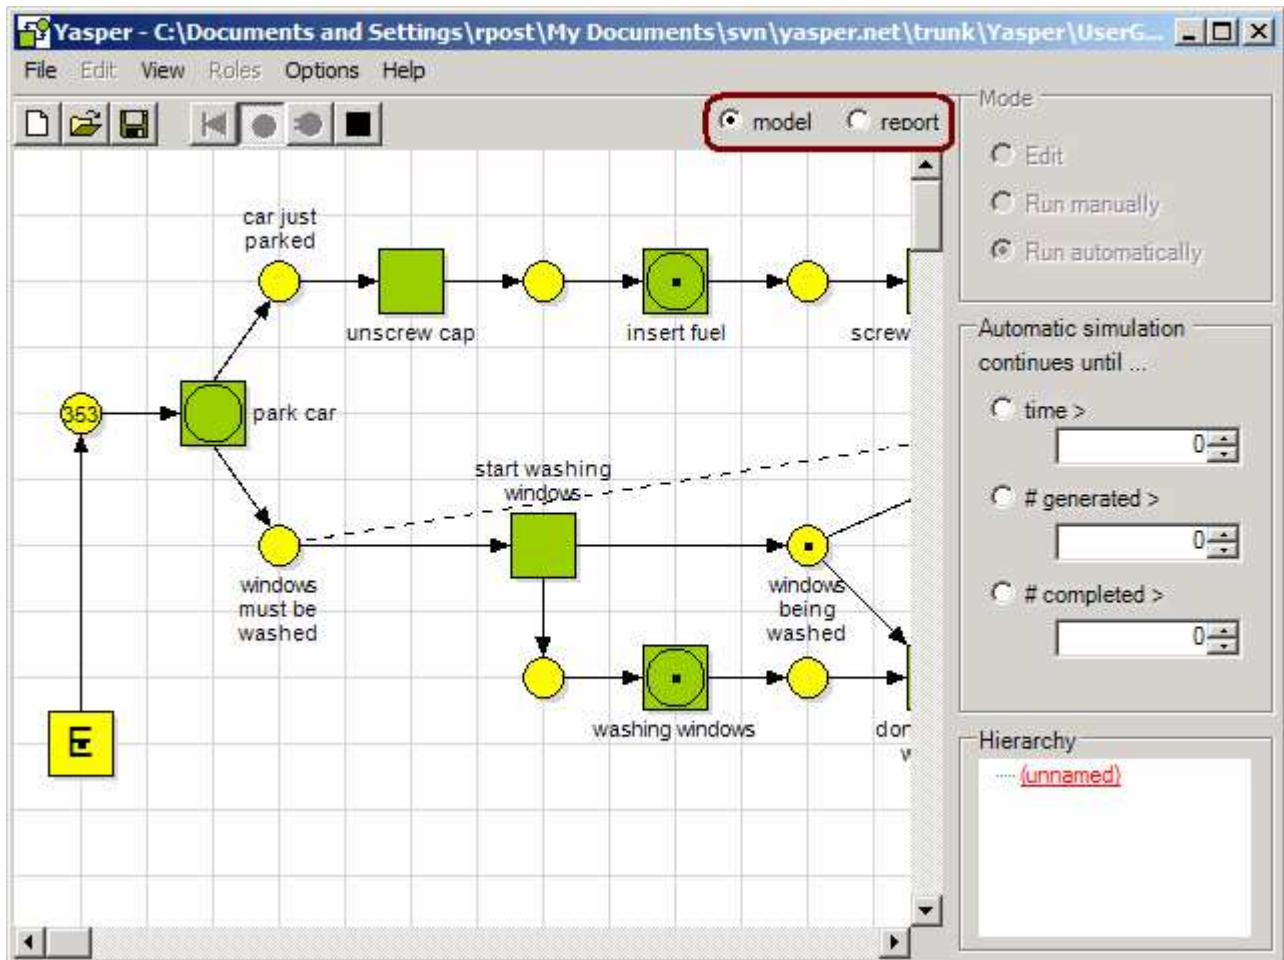 Yasper - C:\Documents and Settings\rpost\My Documents\svn\yasper.net\trunk\Yasper\UserG...
File Edit View Roles Options Help
model report
Mode
Edit
Run manually
Run automatically
car just
parked
unscrew cap
insert fuel
screw
353
park car
start washing
windows
windows
must be
washed
windows
being
washed
washing windows
E
Automatic simulation
continues until ...
time >
0
# generated >
0
# completed >
0
Hierarchy
(unnamed)